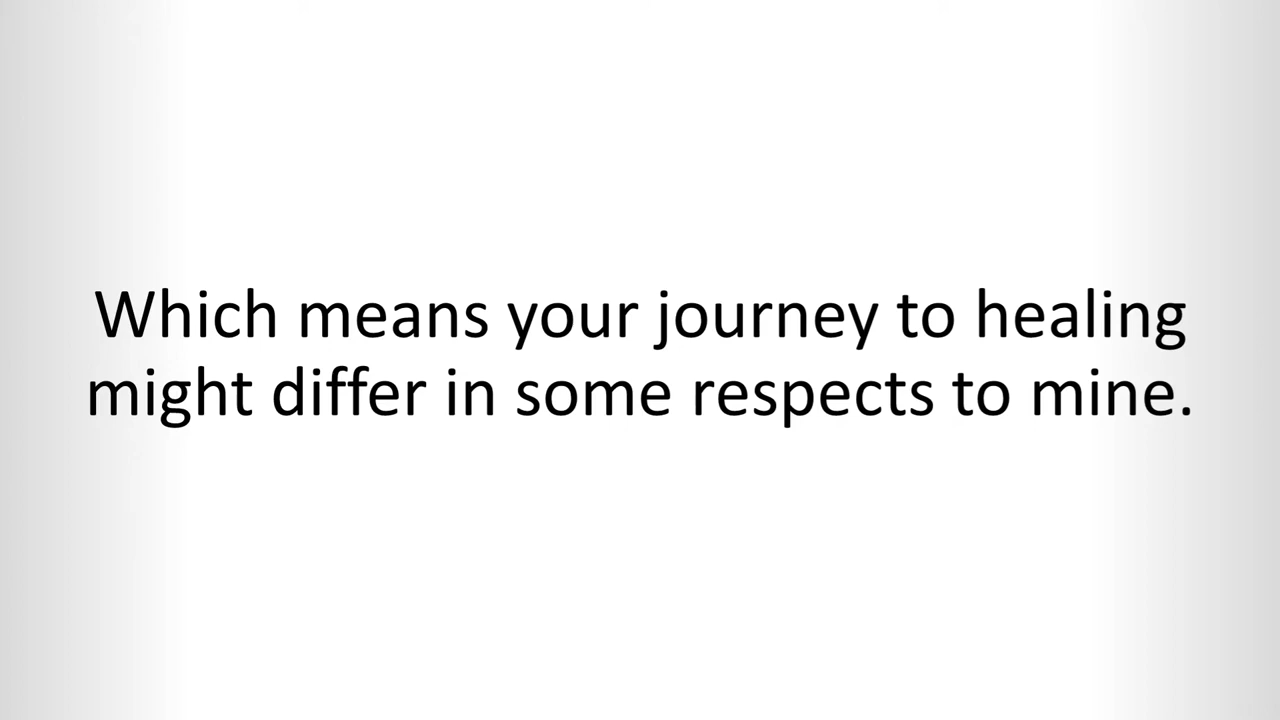 Which means your journey to healing
might differ in some respects to mine.